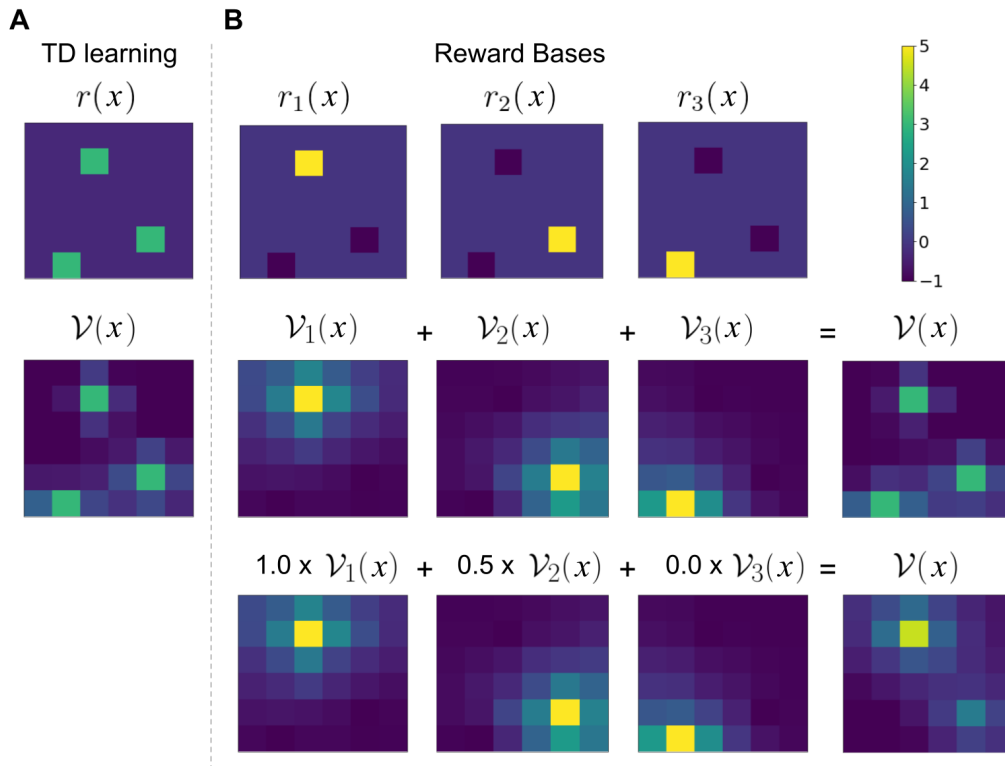 A
TD learning
r(x)
𝒱(x)
B
Reward Bases
r₁(x) r₂(x) r₃(x)
5
4
3
2
1
0
−1
𝒱₁(x) + 𝒱₂(x) + 𝒱₃(x) = 𝒱(x)
1.0 x 𝒱₁(x) + 0.5 x 𝒱₂(x) + 0.0 x 𝒱₃(x) = 𝒱(x)